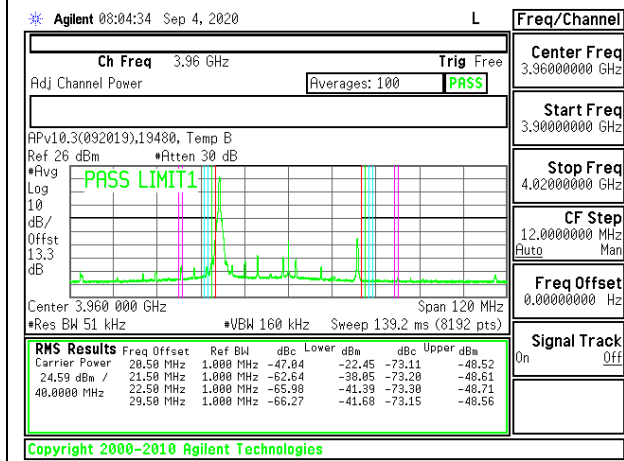 Agilent 08:04:34 Sep 4, 2020 L
Freq/Channel
Ch Freq 3.96 GHz Trig Free
Adj Channel Power Averages: 100 PASS
APv10.3(092019),19480, Temp B
Ref 26 dBm #Atten 30 dB
#Avg
Log
10
dB/
Offst
13.3
dB
PASS LIMIT1
Center 3.960 000 GHz Span 120 MHz
#Res BW 51 kHz #VBW 160 kHz Sweep 139.2 ms (8192 pts)
RMS Results Freq Offset Ref BW dBc Lower dBm dBc Upper dBm
Carrier Power 20.50 MHz 1.000 MHz -47.04 -22.45 -73.11 -48.52
24.59 dBm / 21.50 MHz 1.000 MHz -62.64 -38.05 -73.20 -48.61
40.0000 MHz 22.50 MHz 1.000 MHz -65.98 -41.39 -73.30 -48.71
29.50 MHz 1.000 MHz -66.27 -41.68 -73.15 -48.56
Copyright 2000-2010 Agilent Technologies
Center Freq
3.96000000 GHz
Start Freq
3.90000000 GHz
Stop Freq
4.02000000 GHz
CF Step
12.0000000 MHz
Auto Man
Freq Offset
0.00000000 Hz
Signal Track
On Off